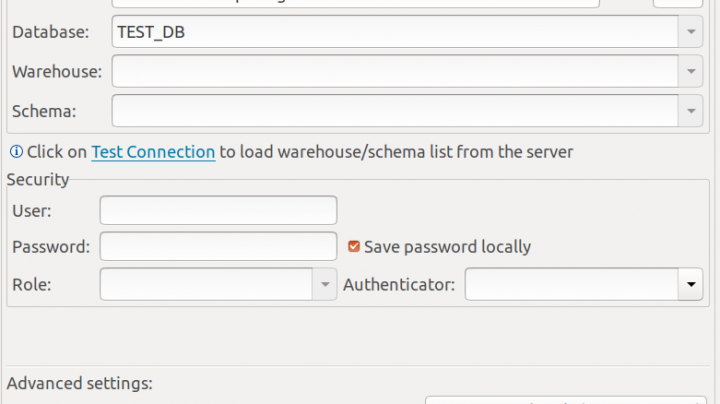 Database: TEST_DB
Warehouse:
Schema:
Click on Test Connection to load warehouse/schema list from the server
Security
User:
Password: Save password locally
Role: Authenticator:
Advanced settings: